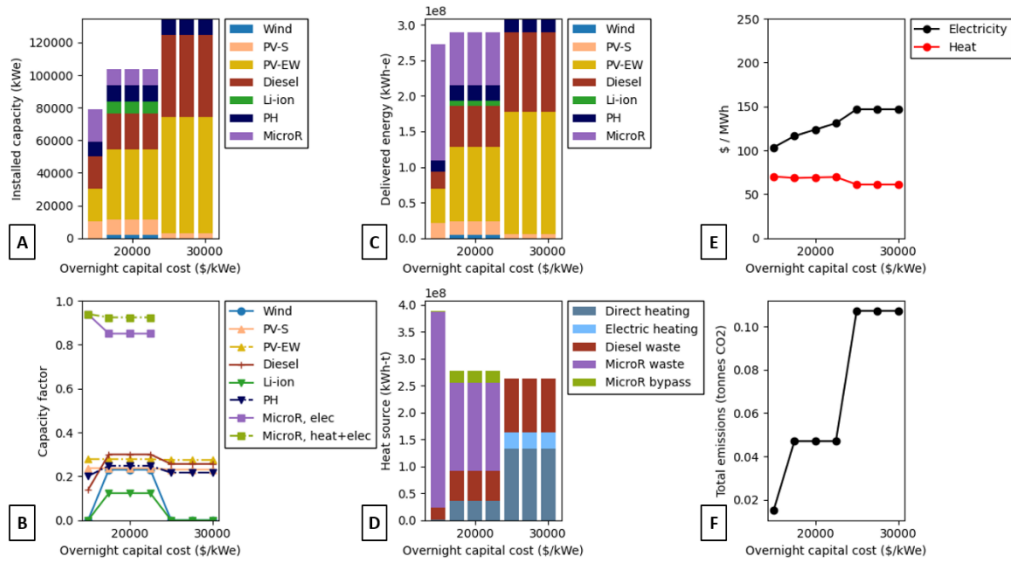 120000
100000
80000
60000
40000
20000
0
Installed capacity (kWe)
20000 30000
Overnight capital cost ($/kWe)
Wind
PV-S
PV-EW
Diesel
Li-ion
PH
MicroR
A
1e8
3.0
2.5
2.0
1.5
1.0
0.5
0.0
Delivered energy (kWh-e)
20000 30000
Overnight capital cost ($/kWe)
Wind
PV-S
PV-EW
Diesel
Li-ion
PH
MicroR
C
250
200
150
100
50
0
$ / MWh
20000 30000
Overnight capital cost ($/kWe)
Electricity
Heat
E
1.0
0.8
0.6
0.4
0.2
0.0
Capacity factor
20000 30000
Overnight capital cost ($/kWe)
Wind
PV-S
PV-EW
Diesel
Li-ion
PH
MicroR, elec
MicroR, heat+elec
B
1e8
4.0
3.5
3.0
2.5
2.0
1.5
1.0
0.5
0.0
Heat source (kWh-t)
20000 30000
Overnight capital cost ($/kWe)
Direct heating
Electric heating
Diesel waste
MicroR waste
MicroR bypass
D
0.10
0.08
0.06
0.04
0.02
Total emissions (tonnes CO2)
20000 30000
Overnight capital cost ($/kWe)
F